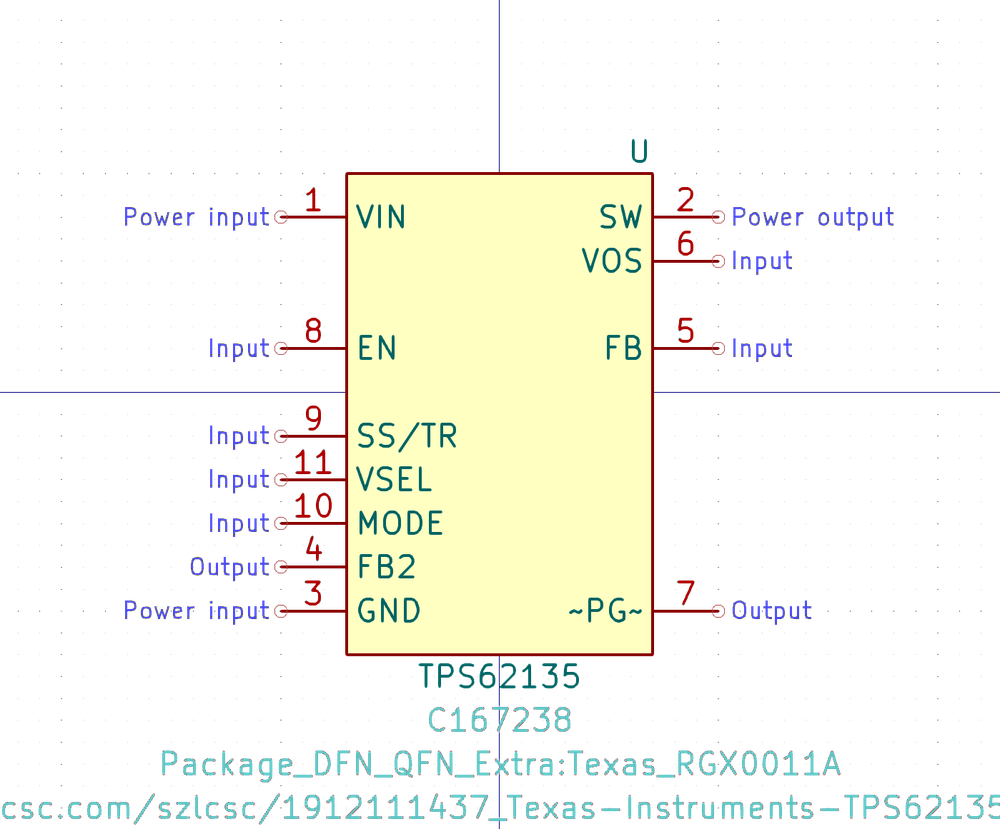 U
Power input 1 VIN SW 2 Power output
VOS 6 Input
Input 8 EN FB 5 Input
Input 9 SS/TR
Input 11 VSEL
Input 10 MODE
Output 4 FB2
Power input 3 GND ~PG~ 7 Output
TPS62135
C167238
Package_DFN_QFN_Extra:Texas_RGX0011A
csc.com/szlcsc/1912111437_Texas-Instruments-TPS62135